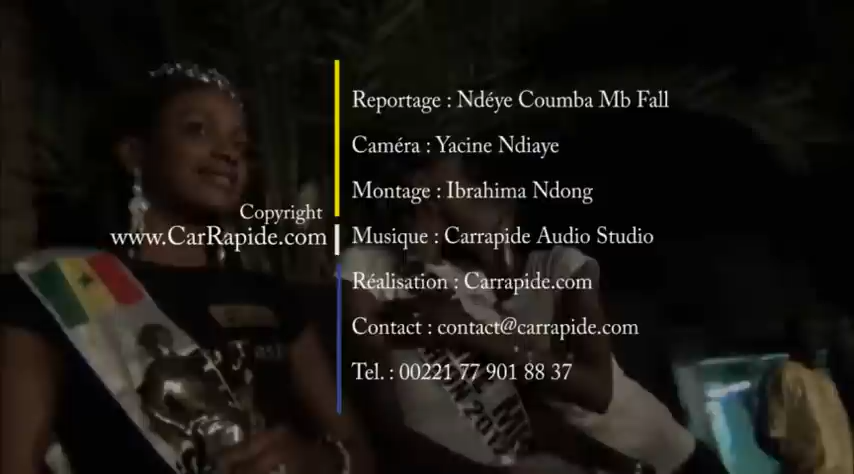 Copyright
www.CarRapide.com
Reportage : Ndéye Coumba Mb Fall
Caméra : Yacine Ndiaye
Montage : Ibrahima Ndong
Musique : Carrapide Audio Studio
Réalisation : Carrapide.com
Contact : contact@carrapide.com
Tel. : 00221 77 901 88 37